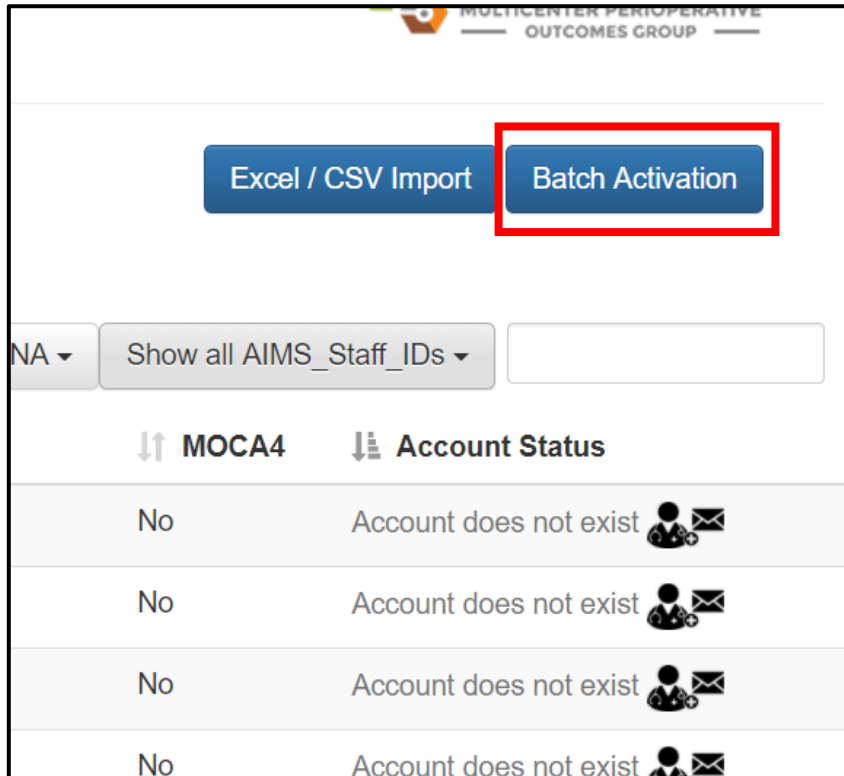 MULTICENTER PERIOPERATIVE
OUTCOMES GROUP
Excel / CSV Import Batch Activation
NA Show all AIMS_Staff_IDs
MOCA4 Account Status
No Account does not exist
No Account does not exist
No Account does not exist
No Account does not exist